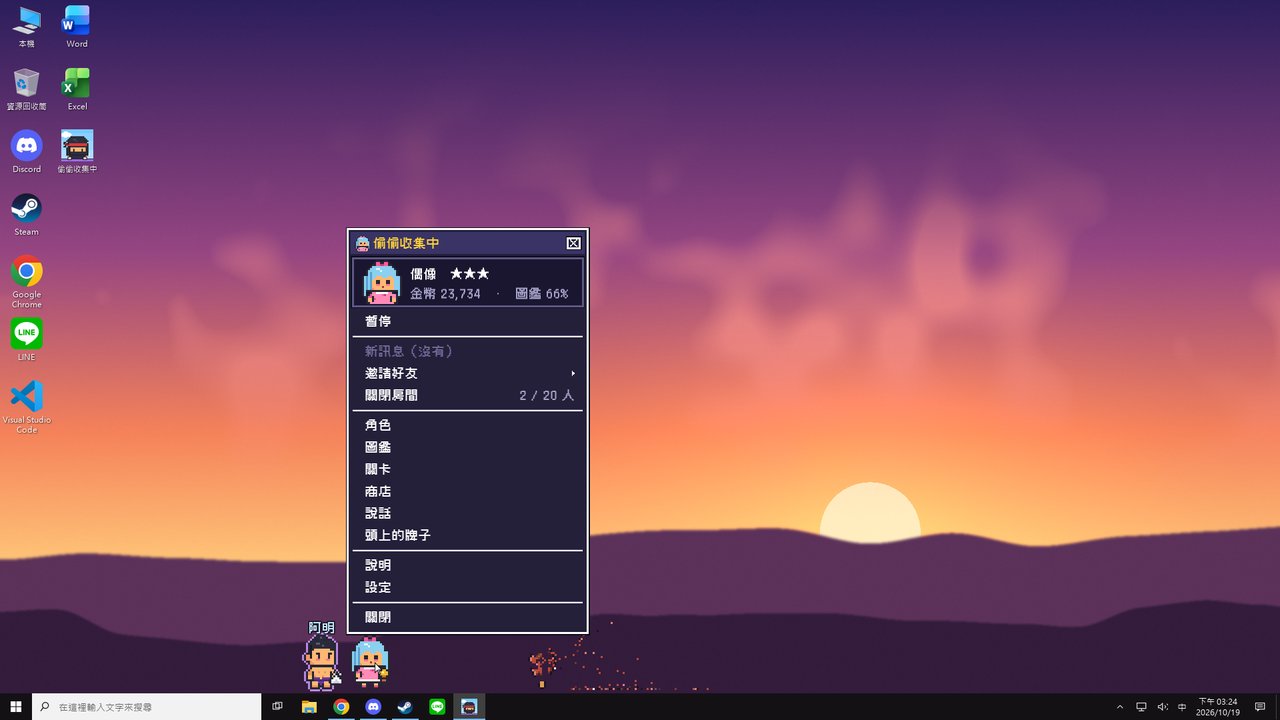 本機
Word
資源回收筒
Excel
Discord
偷偷收集中
Steam
Google
Chrome
LINE
Visual Studio
Code
偷偷收集中
偶像 ★★★
金幣 23,734 · 圖鑑 66%
暫停
新訊息（沒有）
邀請好友
關閉房間 2 / 20 人
角色
圖鑑
關卡
商店
說話
頭上的牌子
說明
設定
關閉
阿明
在這裡輸入文字來搜尋
中
下午 03:24
2026/10/19